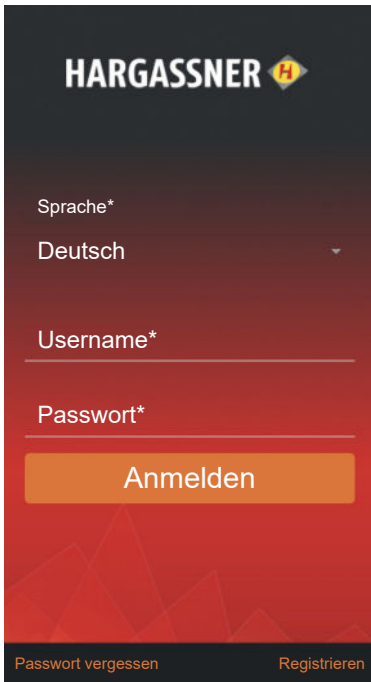 HARGASSNER H
Sprache*
Deutsch
Username*
Passwort*
Anmelden
Passwort vergessen Registrieren